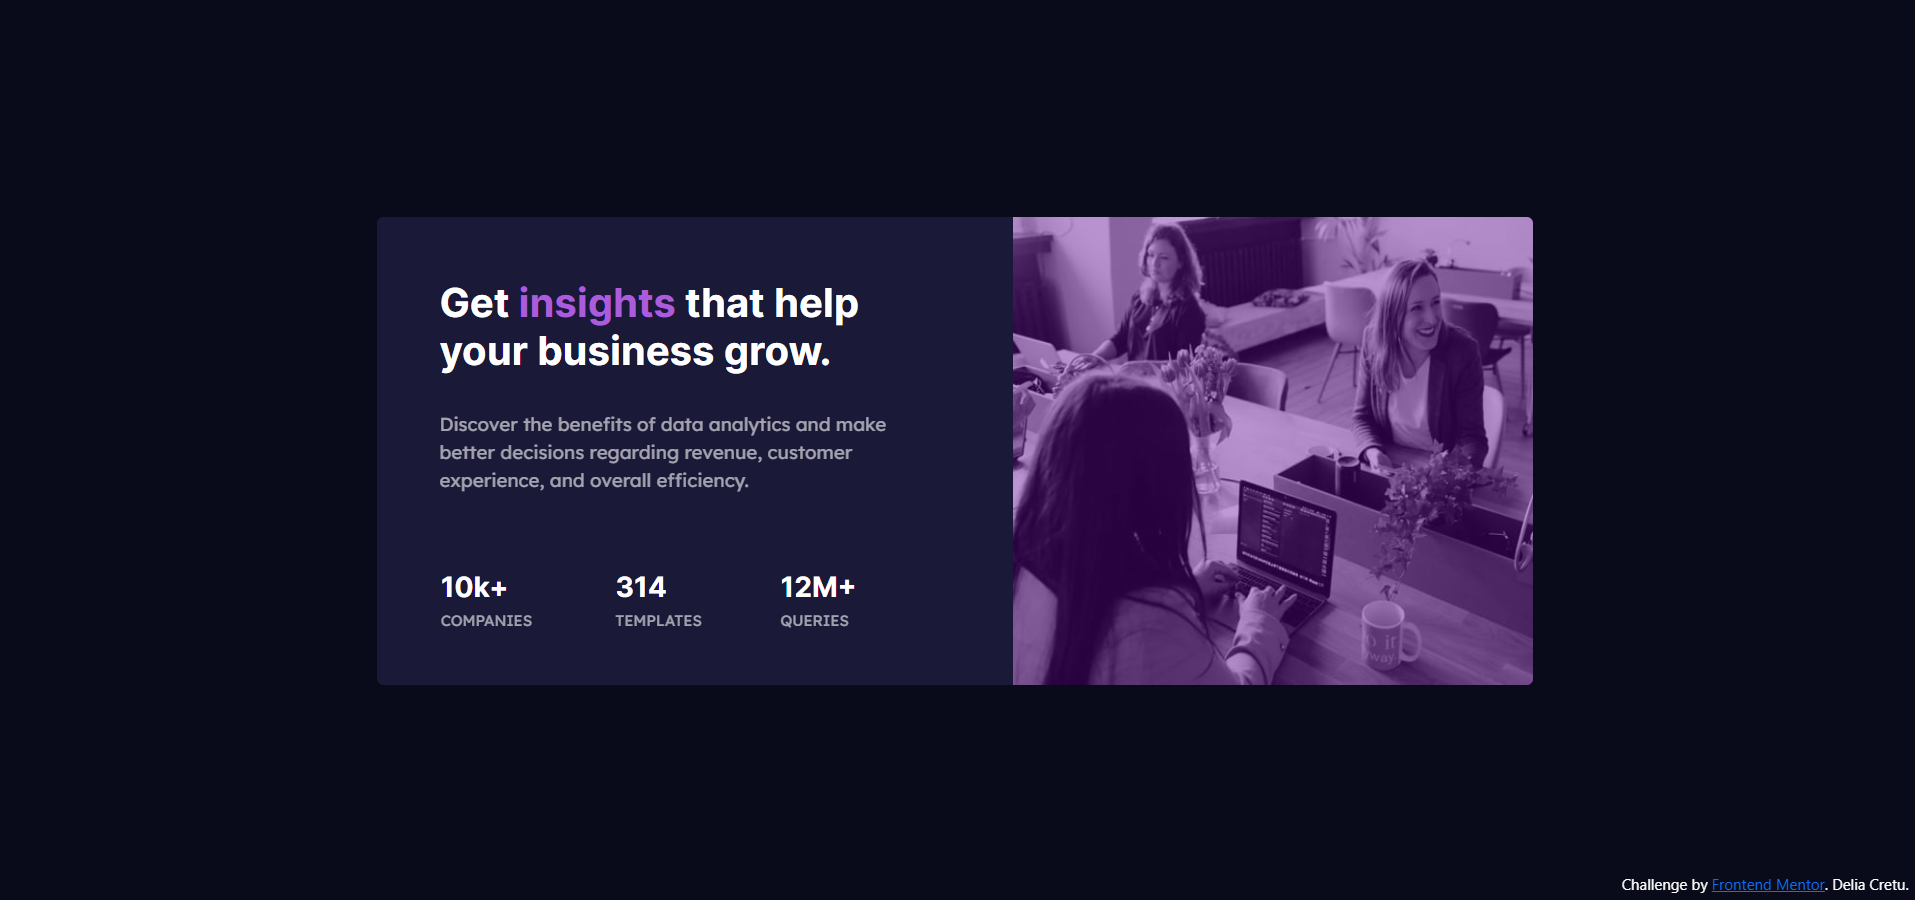 Get insights that help
your business grow.
Discover the benefits of data analytics and make
better decisions regarding revenue, customer
experience, and overall efficiency.
10k+ 314 12M+
COMPANIES TEMPLATES QUERIES
Challenge by Frontend Mentor. Delia Cretu.